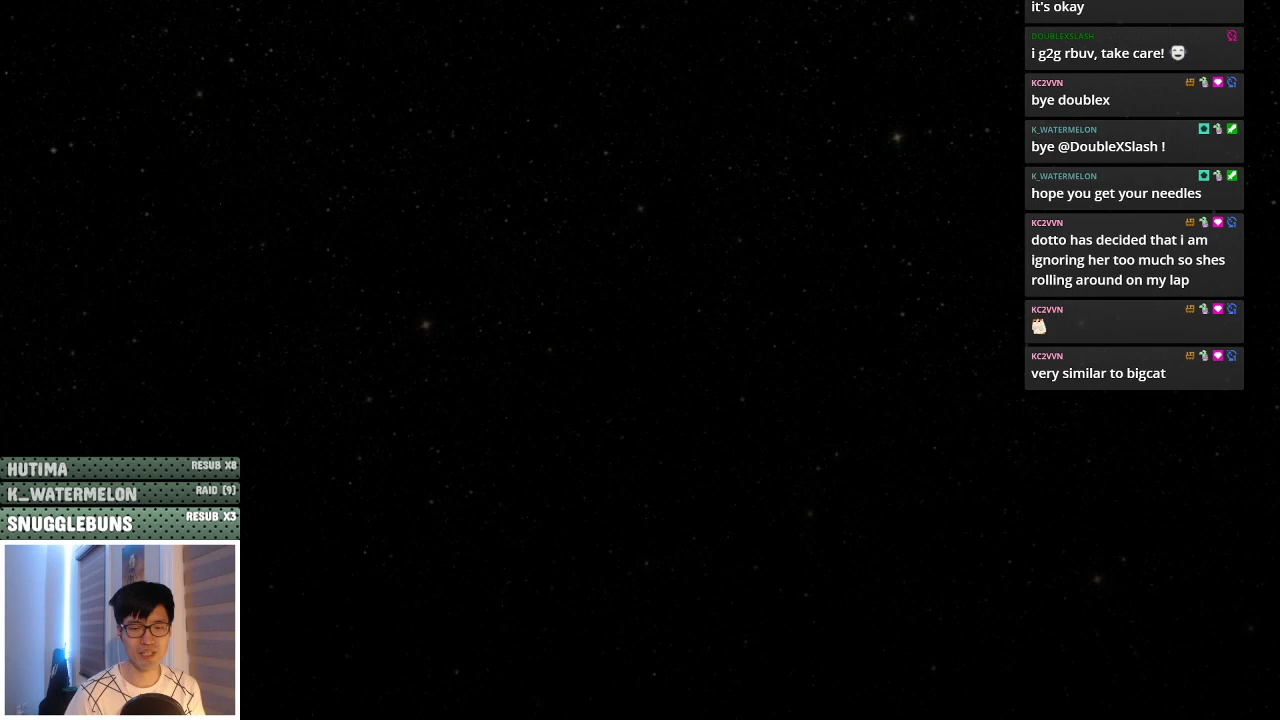 it's okay
DOUBLEXSLASH
i g2g rbuv, take care!
KC2VVN
bye doublex
K_WATERMELON
bye @DoubleXSlash !
K_WATERMELON
hope you get your needles
KC2VVN
dotto has decided that i am
ignoring her too much so shes
rolling around on my lap
KC2VVN
KC2VVN
very similar to bigcat
HUTIMA RESUB X8
K_WATERMELON RAID [9]
SNUGGLEBUNS RESUB X3